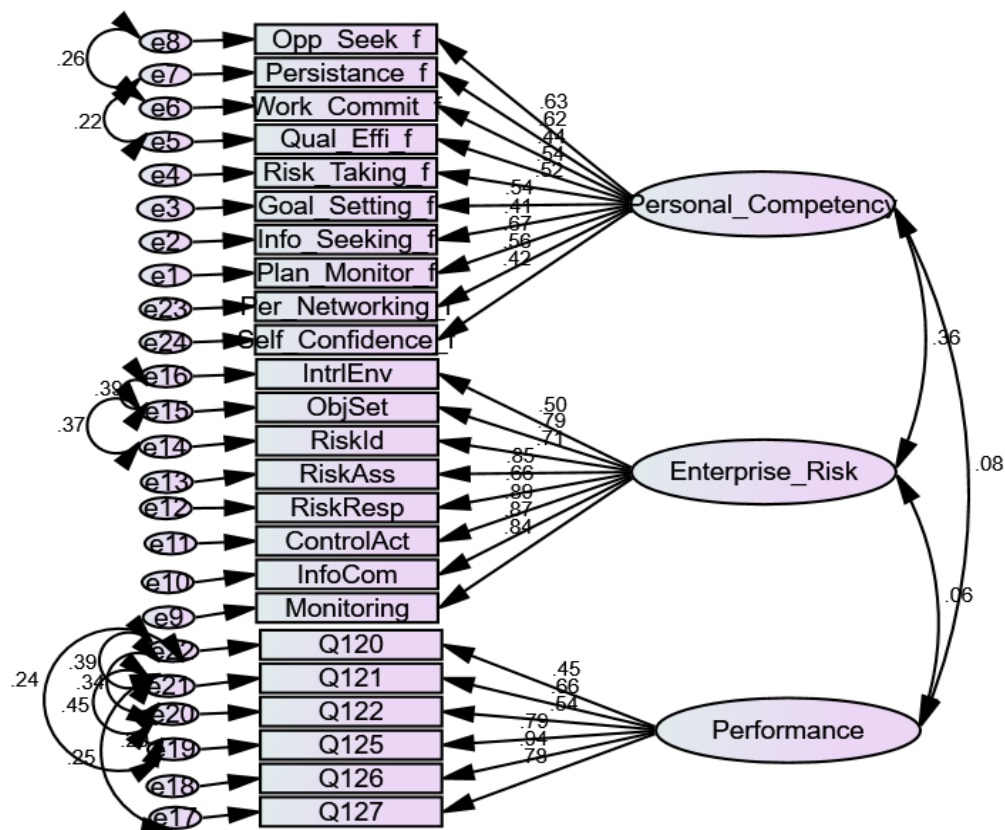 e8 Opp_Seek_f
.26 e7 Persistance_f
e6 Work_Commit_f
.22 e5 Qual_Effi_f
e4 Risk_Taking_f
e3 Goal_Setting_f
e2 Info_Seeking_f
e1 Plan_Monitor_f
e23 Per_Networking_f
e24 Self_Confidence_f
.63
.62
.44
.54
.52
.54
.41
.67
.56
.42
Personal_Competency
e16 IntrlEnv
.39 e15 ObjSet
.37 e14 RiskId
e13 RiskAss
e12 RiskResp
e11 ControlAct
e10 InfoCom
e9 Monitoring
.50
.79
.71
.85
.66
.89
.87
.84
Enterprise_Risk
.36
.08
.06
e22 Q120
.24 .39 .34 e21 Q121
.45 e20 Q122
.25 e19 Q125
e18 Q126
e17 Q127
.45
.66
.54
.79
.94
.78
Performance